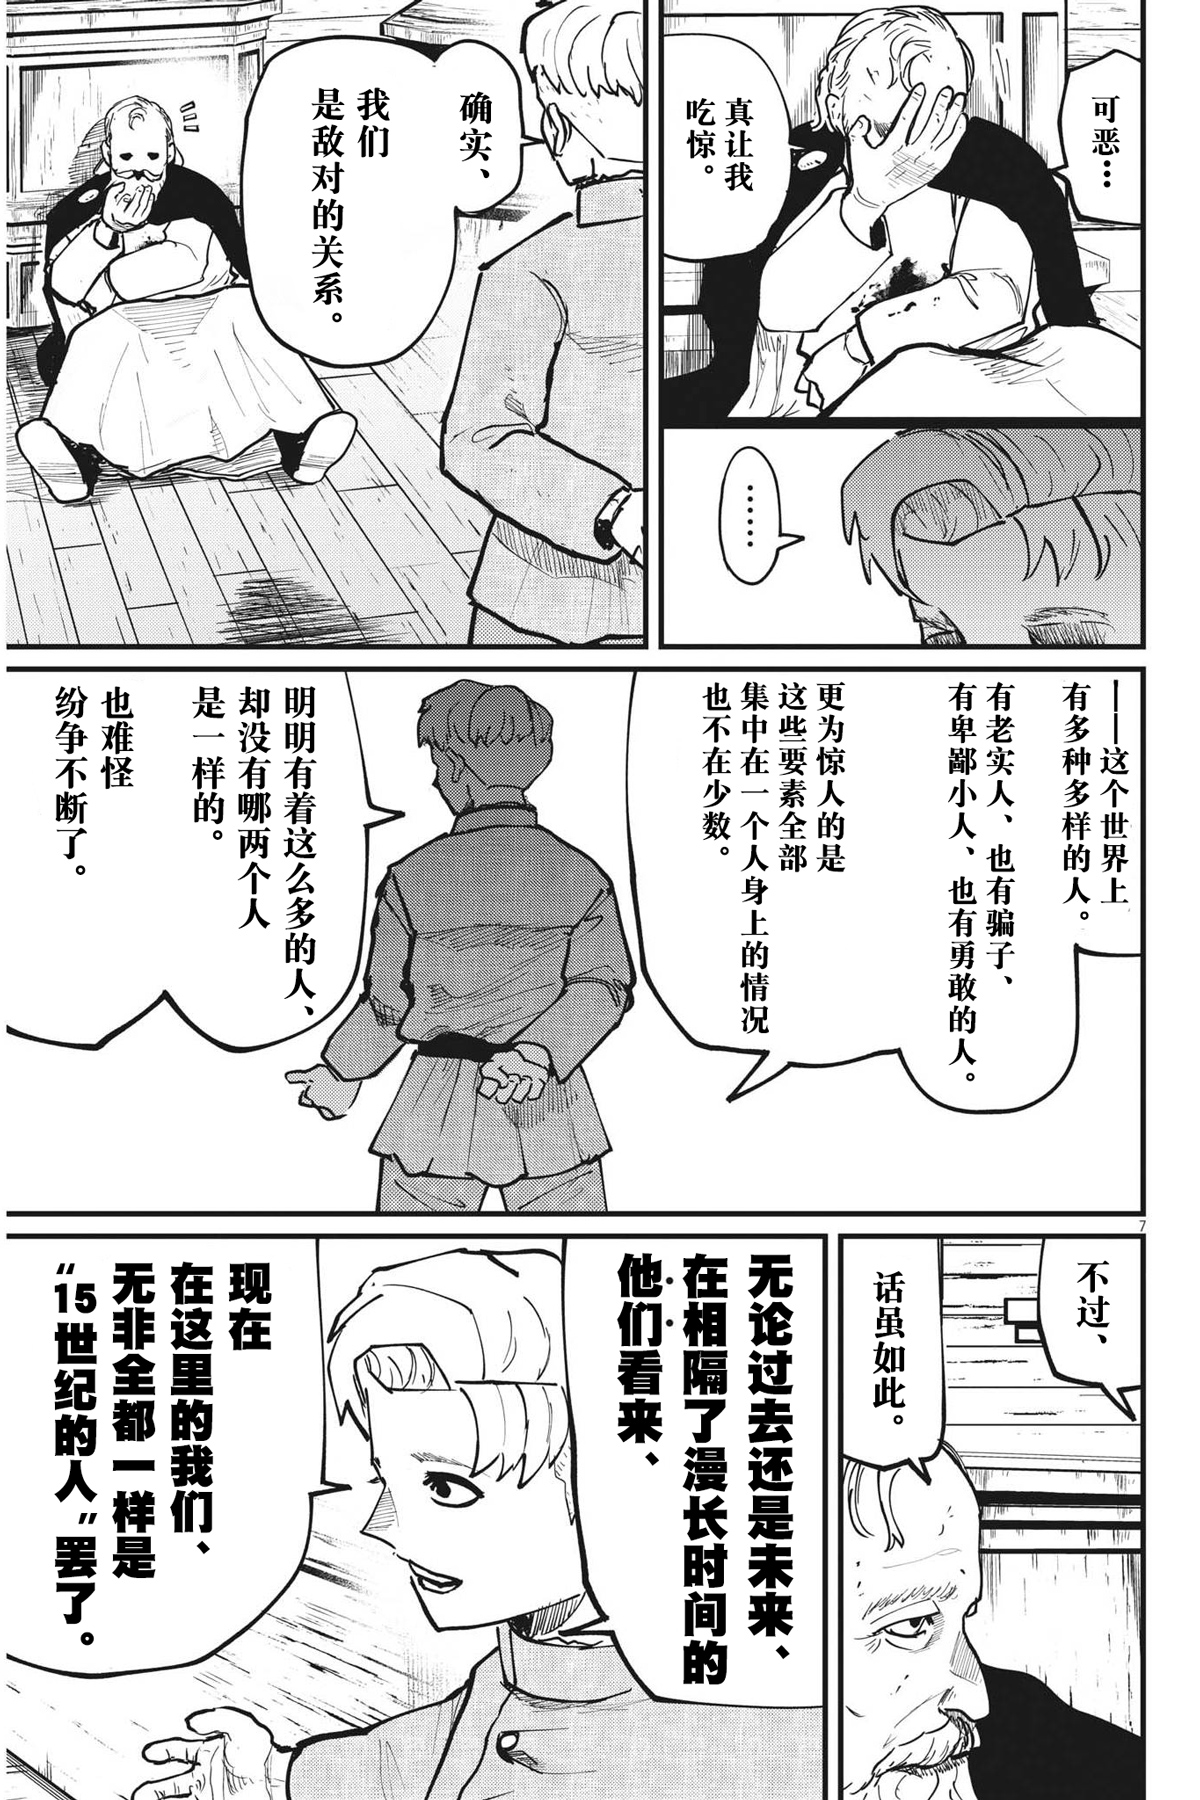 可恶…
真让我
吃惊。
……
确实、
我们
是敌对的关系。
——这个世界上
有多种多样的人。
有老实人、也有骗子、
有卑鄙小人、也有勇敢的人。
更为惊人的是
这些要素全部
集中在一个人身上的情况
也不在少数。
明明有着这么多的人、
却没有哪两个人
是一样的。
也难怪
纷争不断了。
7
不过、
话虽如此。
无论过去还是未来、
在相隔了漫长时间的
他们看来、
现在
在这里的我们、
无非全都一样是
“15世纪的人”罢了。